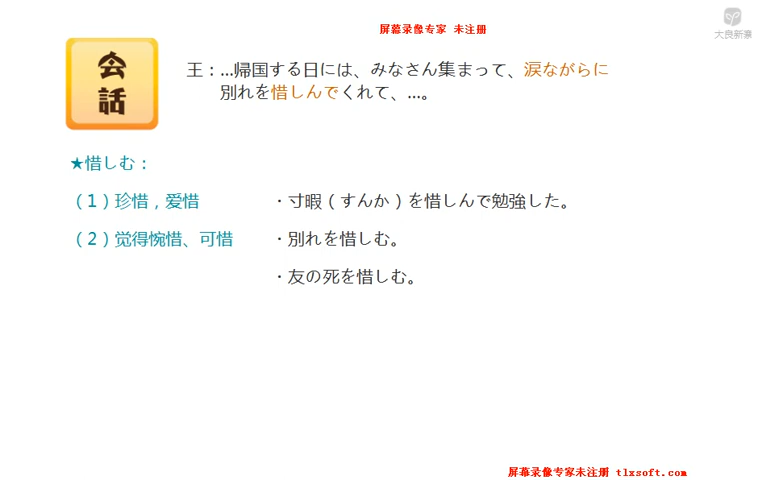 屏幕录像专家 未注册
大良新濠
会
話
王：…帰国する日には、みなさん集まって、涙ながらに
別れを惜しんでくれて、…。
★惜しむ：
（1）珍惜，爱惜
・寸暇（すんか）を惜しんで勉強した。
（2）觉得惋惜、可惜
・別れを惜しむ。
・友の死を惜しむ。
屏幕录像专家未注册 tlxsoft.com